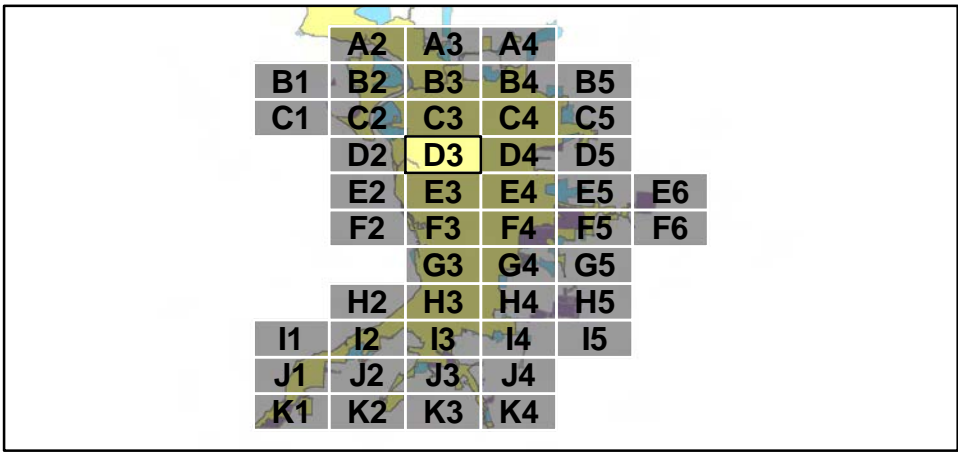 A2 A3 A4
B1 B2 B3 B4 B5
C1 C2 C3 C4 C5
D2 D3 D4 D5
E2 E3 E4 E5 E6
F2 F3 F4 F5 F6
G3 G4 G5
H2 H3 H4 H5
I1 I2 I3 I4 I5
J1 J2 J3 J4
K1 K2 K3 K4